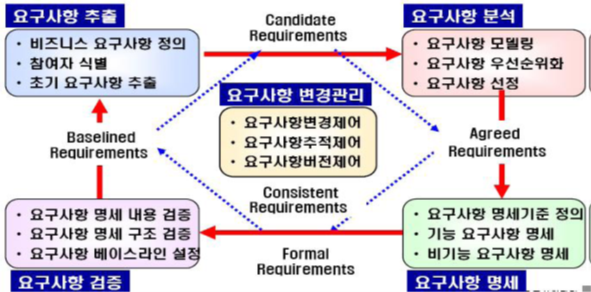 요구사항 추출
• 비즈니스 요구사항 정의
• 참여자 식별
• 초기 요구사항 추출
Candidate
Requirements
요구사항 분석
• 요구사항 모델링
• 요구사항 우선순위화
• 요구사항 선정
요구사항 변경관리
• 요구사항변경제어
• 요구사항추적제어
• 요구사항버전제어
Baselined
Requirements
Agreed
Requirements
Consistent
Requirements
• 요구사항 명세 내용 검증
• 요구사항 명세 구조 검증
• 요구사항 베이스라인 설정
요구사항 검증
Formal
Requirements
• 요구사항 명세기준 정의
• 기능 요구사항 명세
• 비기능 요구사항 명세
요구사항 명세